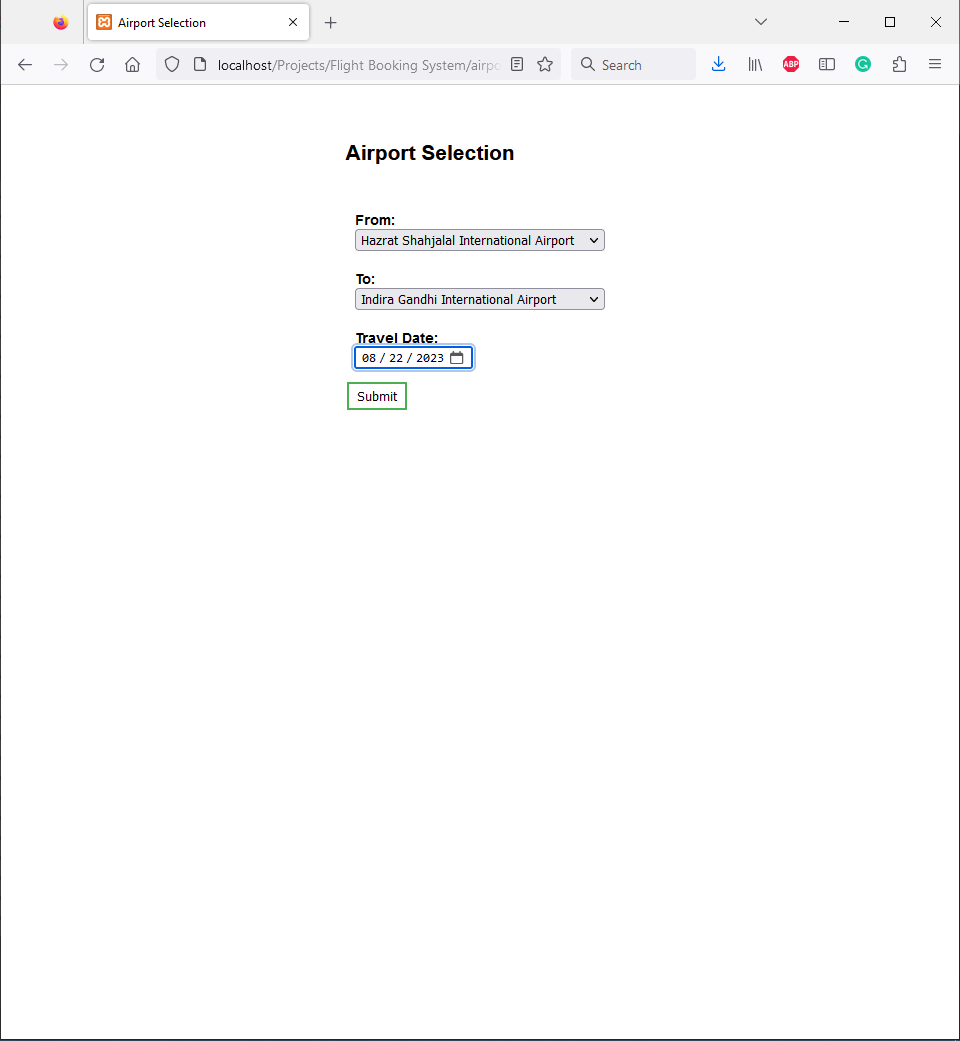 Airport Selection
localhost/Projects/Flight Booking System/airpo
Search
ABP
Airport Selection
From:
Hazrat Shahjalal International Airport
To:
Indira Gandhi International Airport
Travel Date:
08 / 22 / 2023
Submit